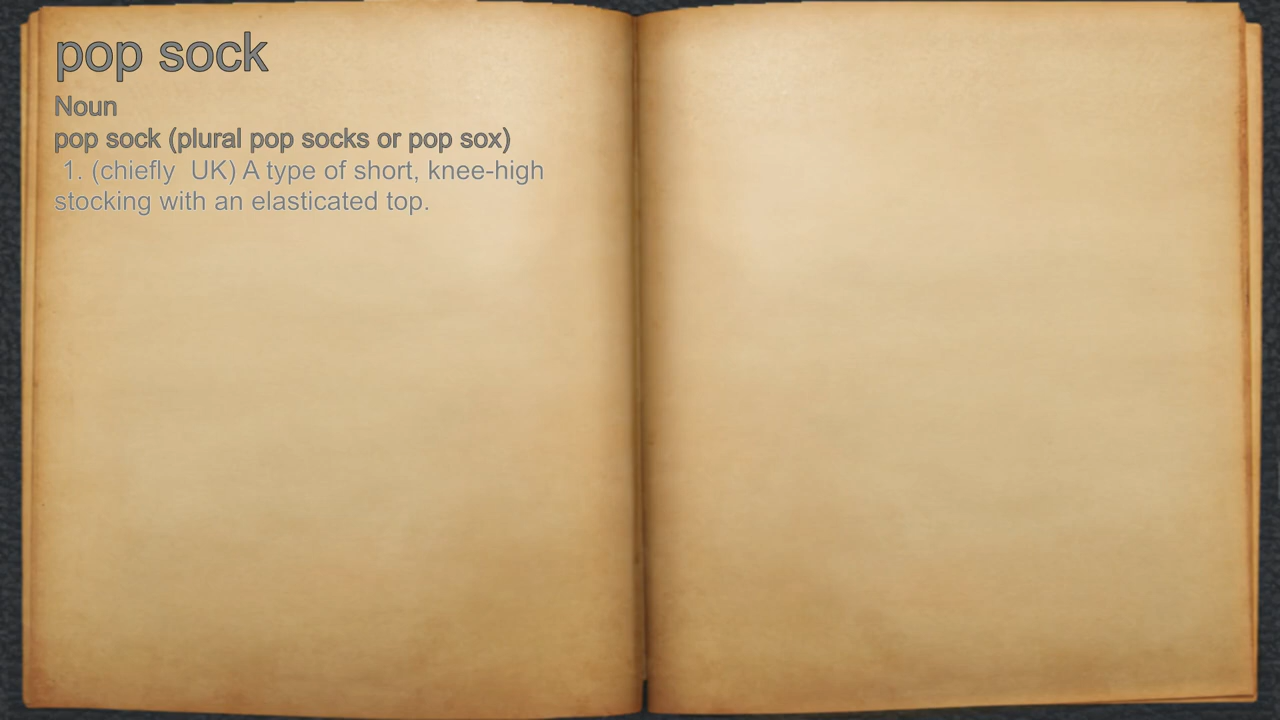 pop sock
Noun
pop sock (plural pop socks or pop sox)
1. (chiefly  UK) A type of short, knee-high
stocking with an elasticated top.